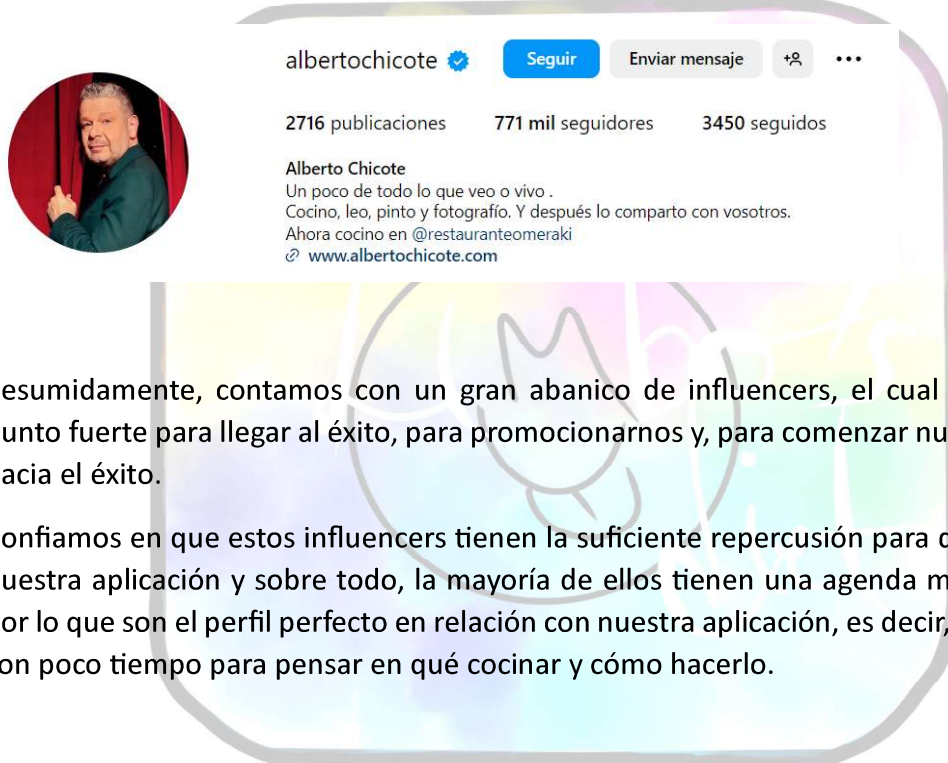 albertochicote
Seguir
Enviar mensaje
2716 publicaciones 771 mil seguidores 3450 seguidos
Alberto Chicote
Un poco de todo lo que veo o vivo .
Cocino, leo, pinto y fotografío. Y después lo comparto con vosotros.
Ahora cocino en @restauranteomeraki
www.albertochicote.com
esumidamente, contamos con un gran abanico de influencers, el cual
unto fuerte para llegar al éxito, para promocionarnos y, para comenzar nu
acia el éxito.
onfiamos en que estos influencers tienen la suficiente repercusión para
uestra aplicación y sobre todo, la mayoría de ellos tienen una agenda m
or lo que son el perfil perfecto en relación con nuestra aplicación, es decir,
on poco tiempo para pensar en qué cocinar y cómo hacerlo.